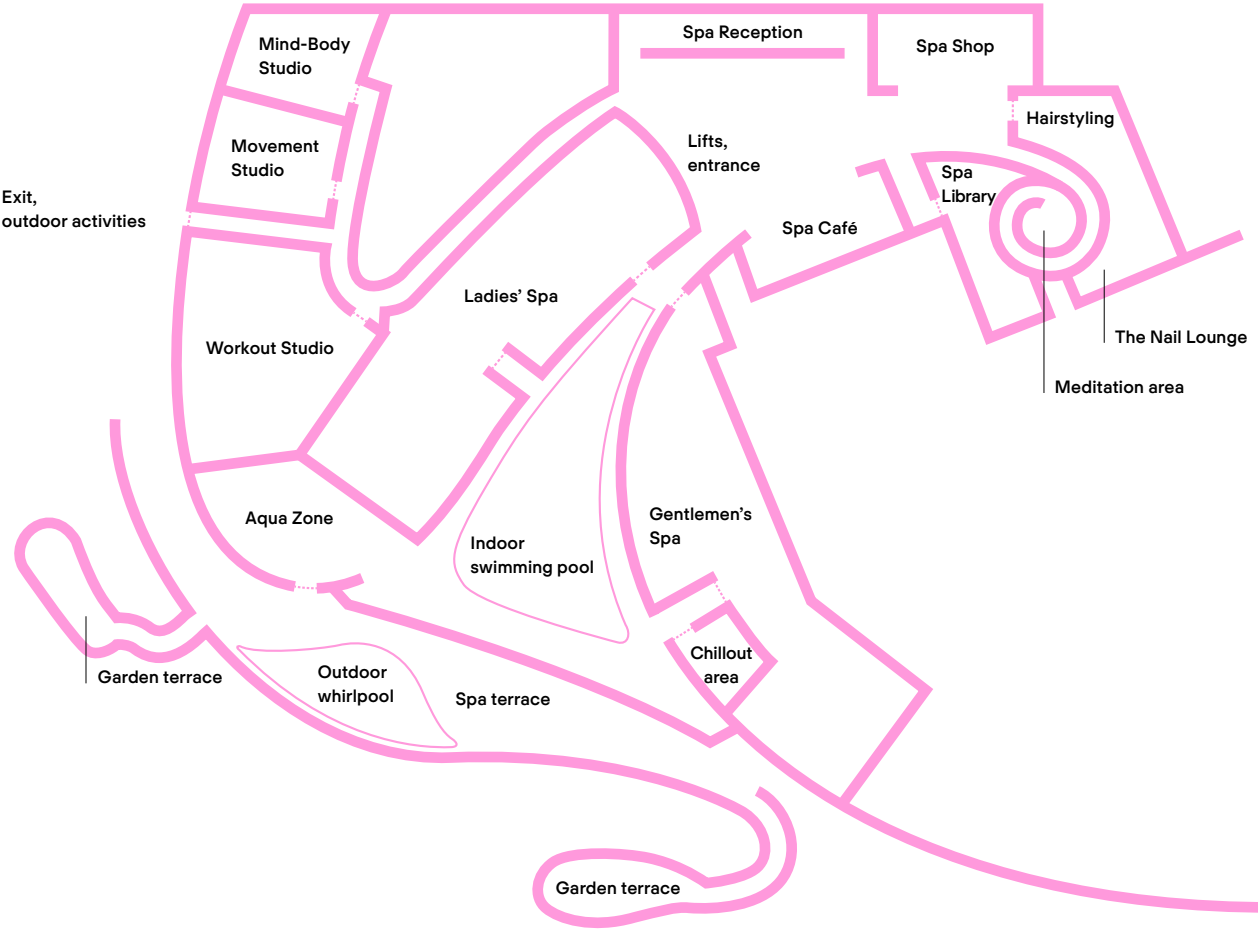 Spa Reception
Mind-Body
Studio
Spa Shop
Hairstyling
Movement
Studio
Lifts,
entrance
Spa
Library
Exit,
outdoor activities
Spa Café
Ladies’ Spa
The Nail Lounge
Workout Studio
Meditation area
Aqua Zone
Gentlemen’s
Spa
Indoor
swimming pool
Chillout
area
Garden terrace
Outdoor
whirlpool
Spa terrace
Garden terrace